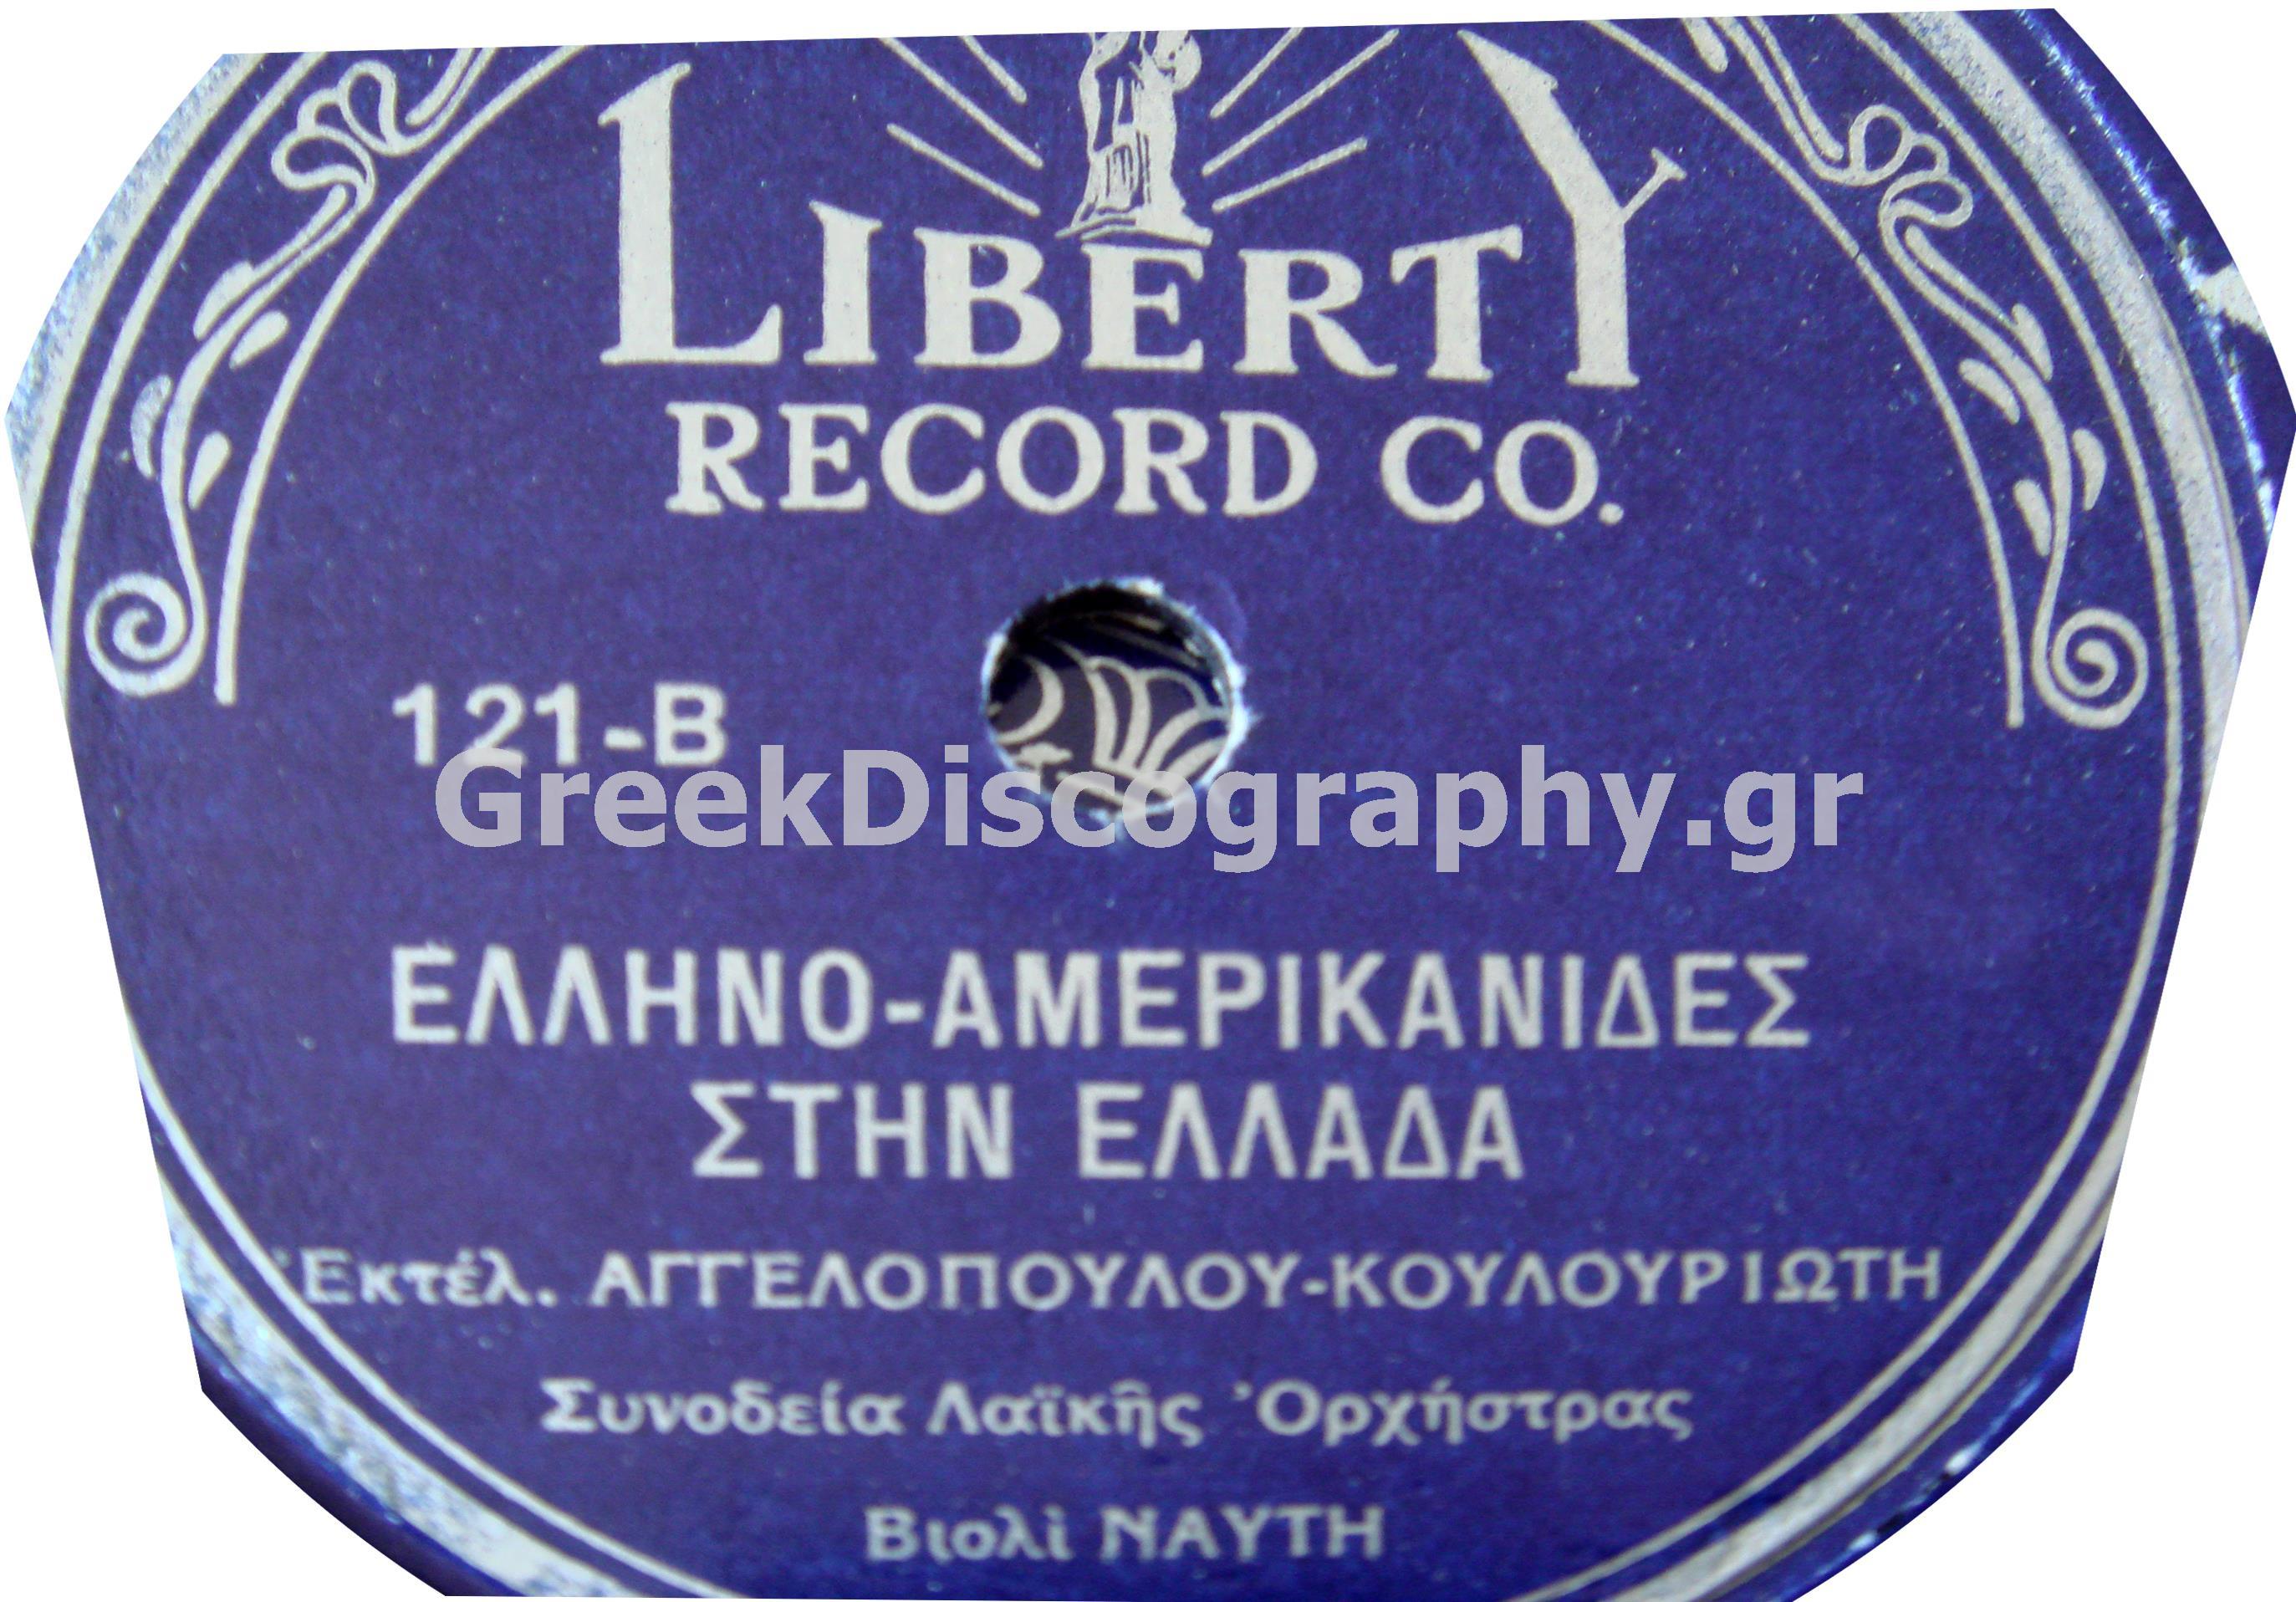 LIBERTY
RECORD CO.
121-B
GreekDiscography.gr
ΕΛΛΗΝΟ-ΑΜΕΡΙΚΑΝΙΔΕΣ
ΣΤΗΝ ΕΛΛΑΔΑ
Ἐκτέλ. ΑΓΓΕΛΟΠΟΥΛΟΥ-ΚΟΥΛΟΥΡΙΩΤΗ
Συνοδεία Λαϊκῆς Ὀρχήστρας
Βιολὶ ΝΑΥΤΗ